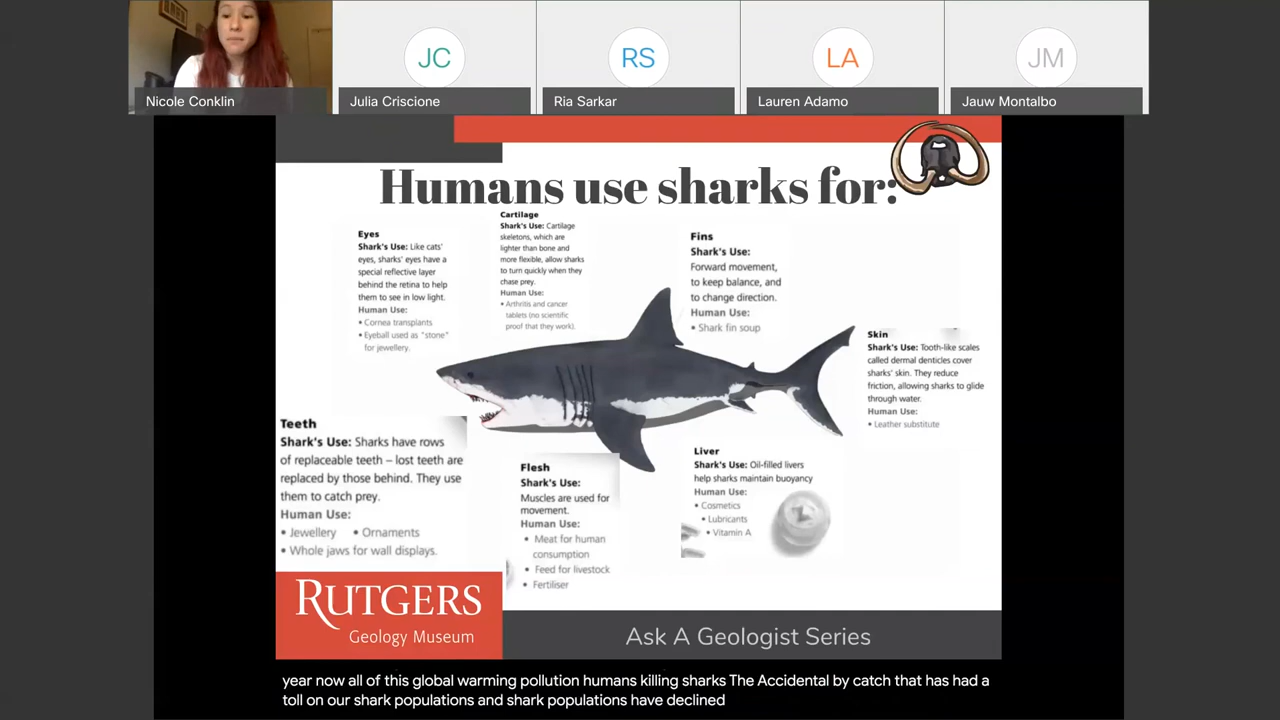 JC
RS
LA
JM
Nicole Conklin
Julia Criscione
Ria Sarkar
Lauren Adamo
Jauw Montalbo
Humans use sharks for:
Eyes
Shark's Use: Like cats'
eyes, sharks' eyes have a
special reflective layer
behind the retina to help
them to see in low light.
Human Use:
• Cornea transplants
• Eyeball used as "stone"
for jewellery.
Cartilage
Shark's Use: Cartilage
skeletons, which are
lighter than bone and
more flexible, allow sharks
to turn quickly when they
chase prey.
Human Use:
• Arthritis and cancer
tablets (no scientific
proof that they work).
Fins
Shark's Use:
Forward movement,
to keep balance, and
to change direction.
Human Use:
• Shark fin soup
Skin
Shark's Use: Tooth-like scales
called dermal denticles cover
sharks' skin. They reduce
friction, allowing sharks to glide
through water.
Human Use:
• Leather substitute
Teeth
Shark's Use: Sharks have rows
of replaceable teeth – lost teeth are
replaced by those behind. They use
them to catch prey.
Human Use:
• Jewellery • Ornaments
• Whole jaws for wall displays.
Flesh
Shark's Use:
Muscles are used for
movement.
Human Use:
• Meat for human
consumption
• Feed for livestock
• Fertiliser
Liver
Shark's Use: Oil-filled livers
help sharks maintain buoyancy
Human Use:
• Cosmetics
• Lubricants
• Vitamin A
RUTGERS
Geology Museum
Ask A Geologist Series
year now all of this global warming pollution humans killing sharks The Accidental by catch that has had a
toll on our shark populations and shark populations have declined